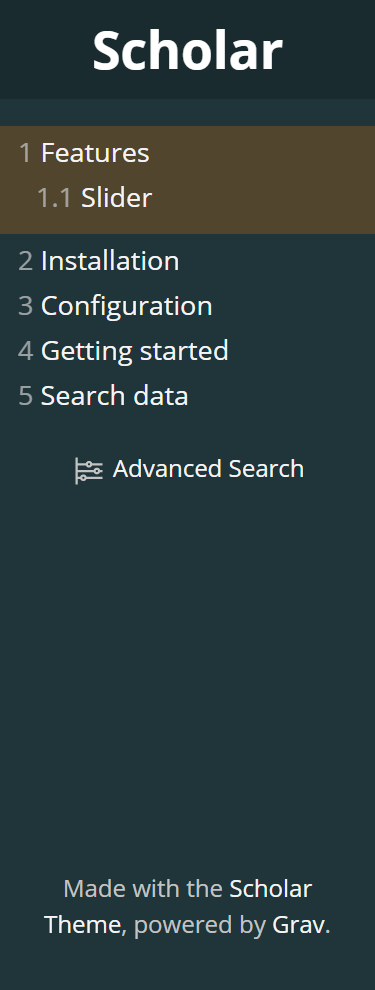 Scholar
1 Features
1.1 Slider
2 Installation
3 Configuration
4 Getting started
5 Search data
Advanced Search
Made with the Scholar
Theme, powered by Grav.